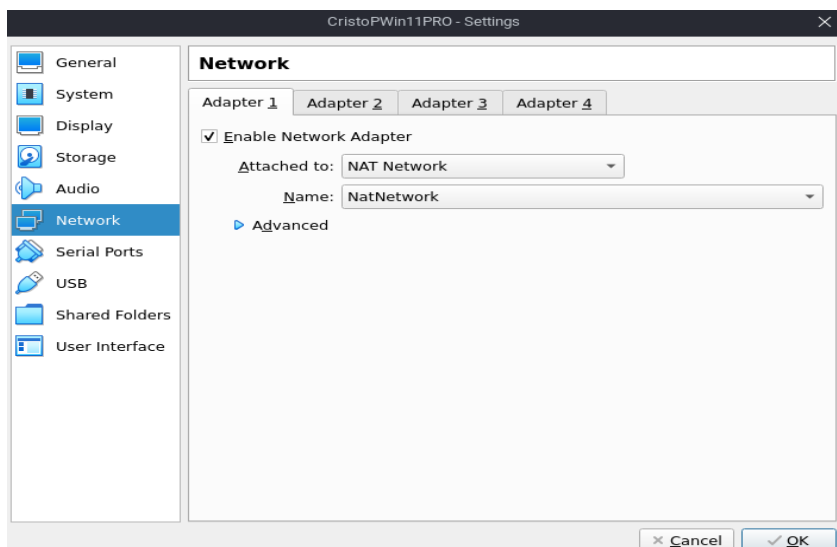 CristoPWin11PRO - Settings
General
System
Display
Storage
Audio
Network
Serial Ports
USB
Shared Folders
User Interface
Network
Adapter 1 Adapter 2 Adapter 3 Adapter 4
Enable Network Adapter
Attached to: NAT Network
Name: NatNetwork
Advanced
Cancel OK